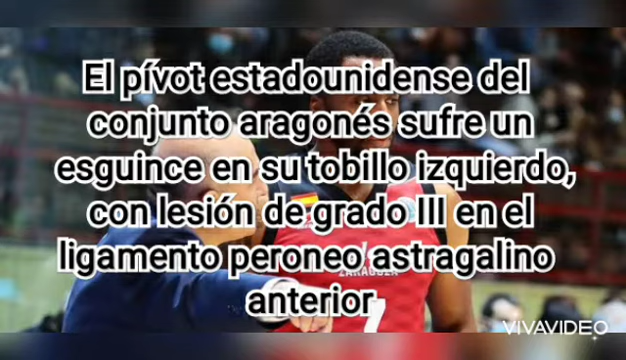 El pívot estadounidense del
conjunto aragonés sufre un
esguince en su tobillo izquierdo,
con lesión de grado III en el
ligamento peroneo astragalino
anterior
ZARAGOZA
VIVAVIDEO